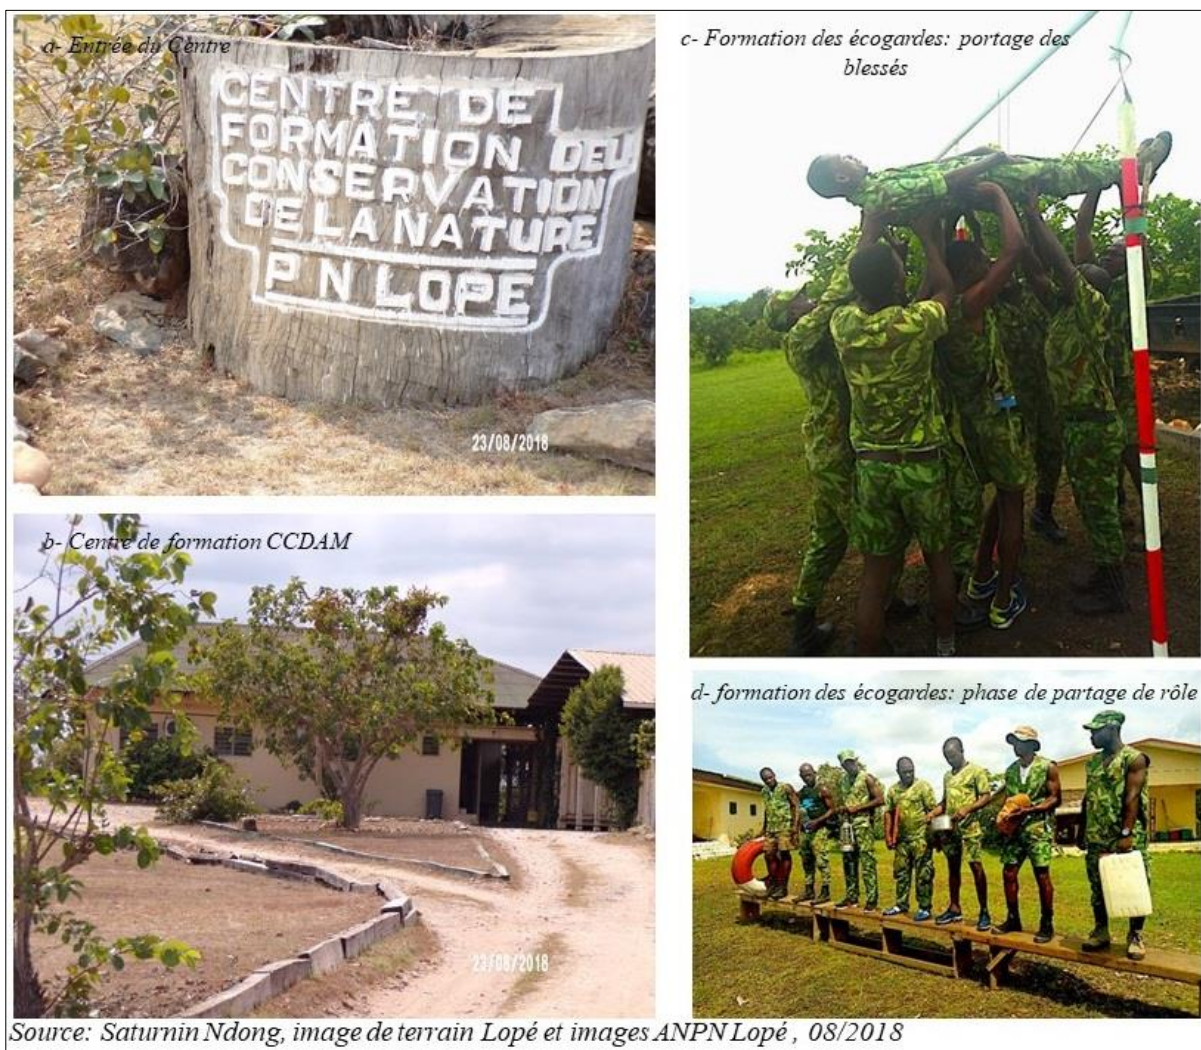 a- Entrée du Centre
CENTRE DE
FORMATION DEU
CONSERVATION
DE LA NATURE
P N LOPE
23/08/2018
b- Centre de formation CCDAM
23/08/2018
c- Formation des écogardes: portage des
blessés
d- formation des écogardes: phase de partage de rôle
Source: Saturnin Ndong, image de terrain Lopé et images ANPN Lopé , 08/2018